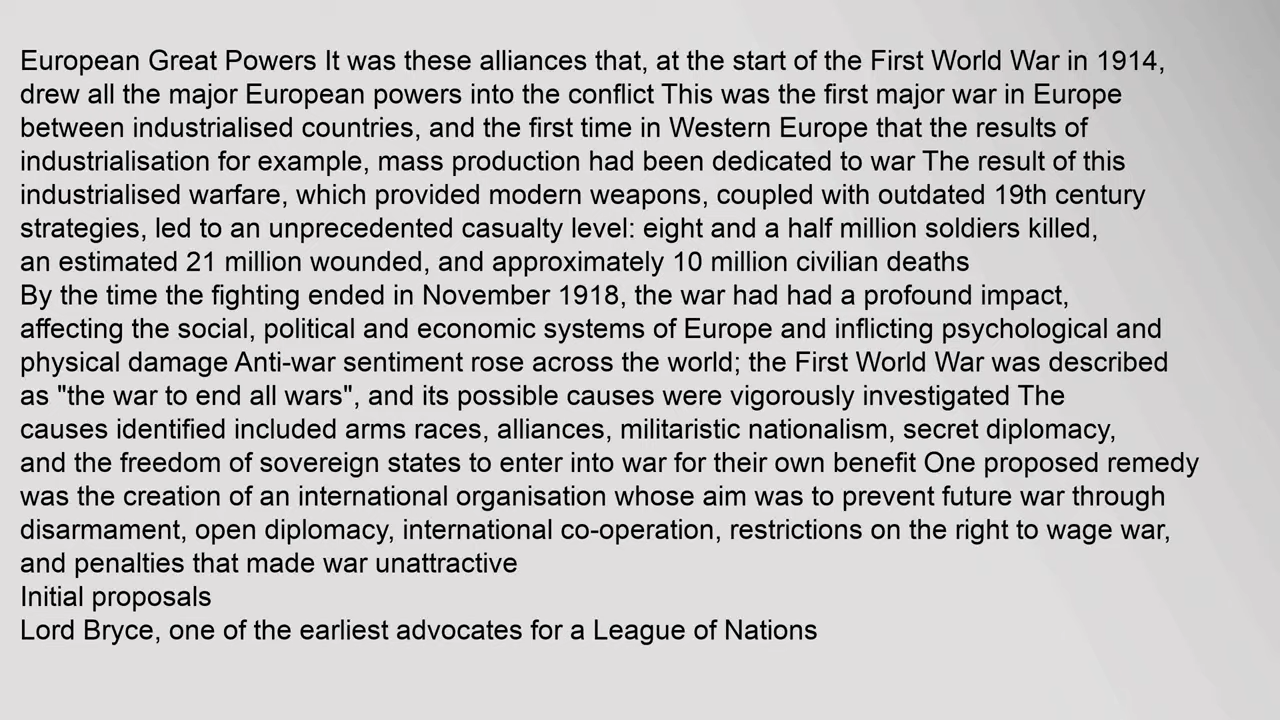 European Great Powers It was these alliances that, at the start of the First World War in 1914,
drew all the major European powers into the conflict This was the first major war in Europe
between industrialised countries, and the first time in Western Europe that the results of
industrialisation for example, mass production had been dedicated to war The result of this
industrialised warfare, which provided modern weapons, coupled with outdated 19th century
strategies, led to an unprecedented casualty level: eight and a half million soldiers killed,
an estimated 21 million wounded, and approximately 10 million civilian deaths
By the time the fighting ended in November 1918, the war had had a profound impact,
affecting the social, political and economic systems of Europe and inflicting psychological and
physical damage Anti-war sentiment rose across the world; the First World War was described
as "the war to end all wars", and its possible causes were vigorously investigated The
causes identified included arms races, alliances, militaristic nationalism, secret diplomacy,
and the freedom of sovereign states to enter into war for their own benefit One proposed remedy
was the creation of an international organisation whose aim was to prevent future war through
disarmament, open diplomacy, international co-operation, restrictions on the right to wage war,
and penalties that made war unattractive
Initial proposals
Lord Bryce, one of the earliest advocates for a League of Nations